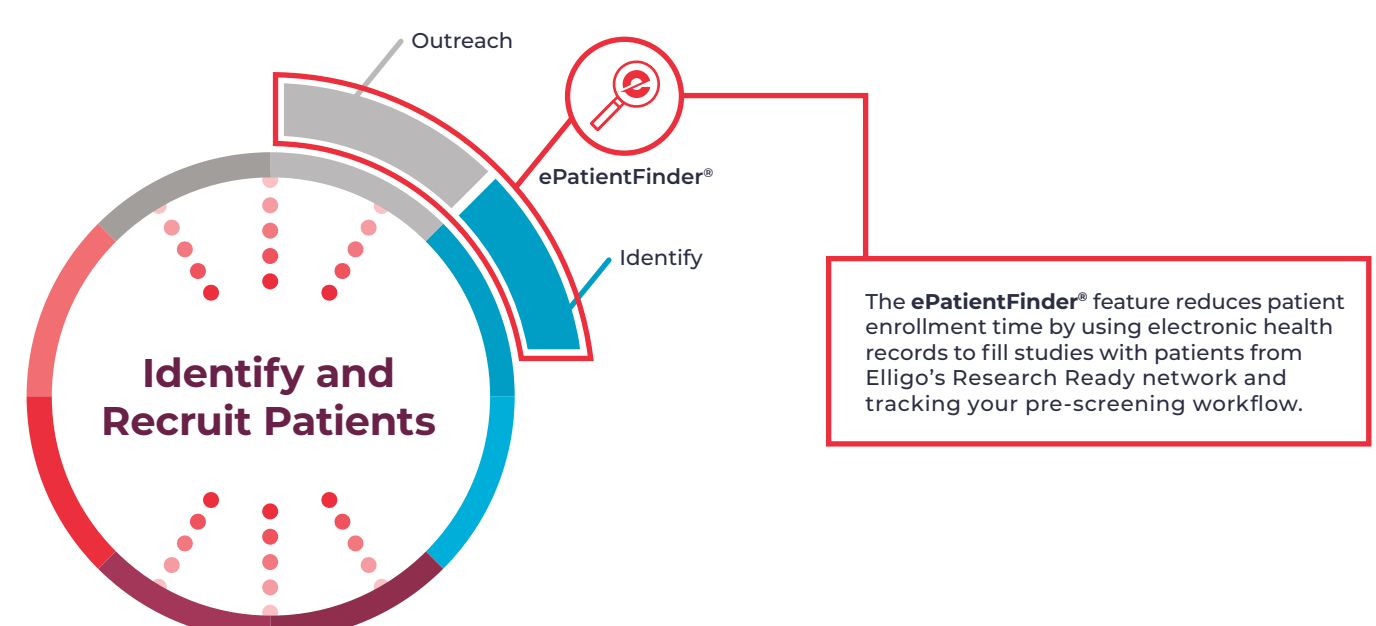 Outreach
ePatientFinder®
Identify
Identify and
Recruit Patients
The ePatientFinder® feature reduces patient
enrollment time by using electronic health
records to fill studies with patients from
Elligo’s Research Ready network and
tracking your pre-screening workflow.